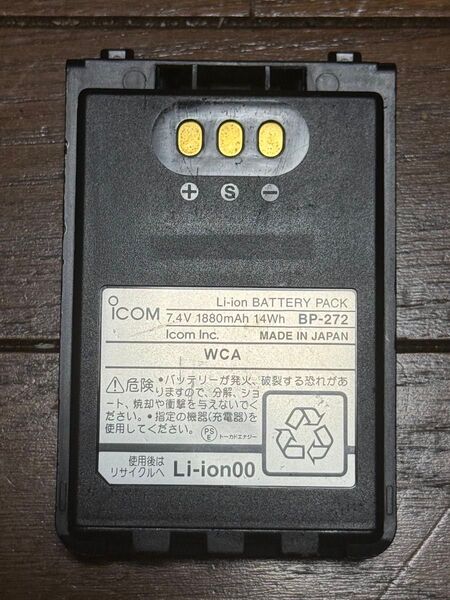 + S −
ICOM Li-ion BATTERY PACK
7.4V 1880mAh 14Wh BP-272
Icom Inc. MADE IN JAPAN
WCA
⚠危険 •バッテリーが発火、破裂する恐れがあ
りますので、分解、ショ
ート、焼却や衝撃を与えないでく
ださい。•指定の機器(充電器)を
使用してください。
PSE トーカドエナジー
使用後は
リサイクルへ
Li-ion00